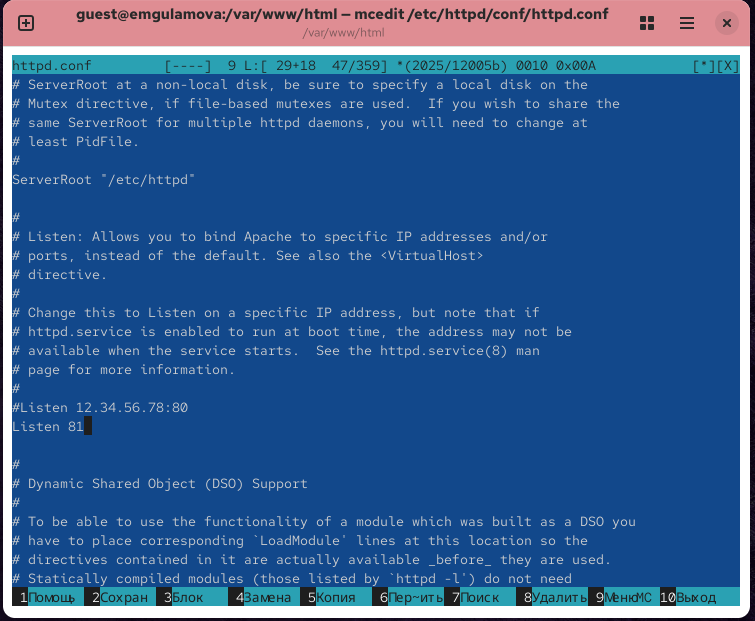 guest@emgulamova:/var/www/html — mcedit /etc/httpd/conf/httpd.conf
/var/www/html
httpd.conf         [----]  9 L:[ 29+18  47/359] *(2025/12005b) 0010 0x00A            [*][X]
# ServerRoot at a non-local disk, be sure to specify a local disk on the
# Mutex directive, if file-based mutexes are used.  If you wish to share the
# same ServerRoot for multiple httpd daemons, you will need to change at
# least PidFile.
#
ServerRoot "/etc/httpd"
#
# Listen: Allows you to bind Apache to specific IP addresses and/or
# ports, instead of the default. See also the <VirtualHost>
# directive.
#
# Change this to Listen on a specific IP address, but note that if
# httpd.service is enabled to run at boot time, the address may not be
# available when the service starts.  See the httpd.service(8) man
# page for more information.
#
#Listen 12.34.56.78:80
Listen 81
#
# Dynamic Shared Object (DSO) Support
#
# To be able to use the functionality of a module which was built as a DSO you
# have to place corresponding `LoadModule' lines at this location so the
# directives contained in it are actually available _before_ they are used.
# Statically compiled modules (those listed by `httpd -l') do not need
1Помощь 2Сохран 3Блок 4Замена 5Копия 6Пер~ить 7Поиск 8Удалить 9МенюМС 10Выход